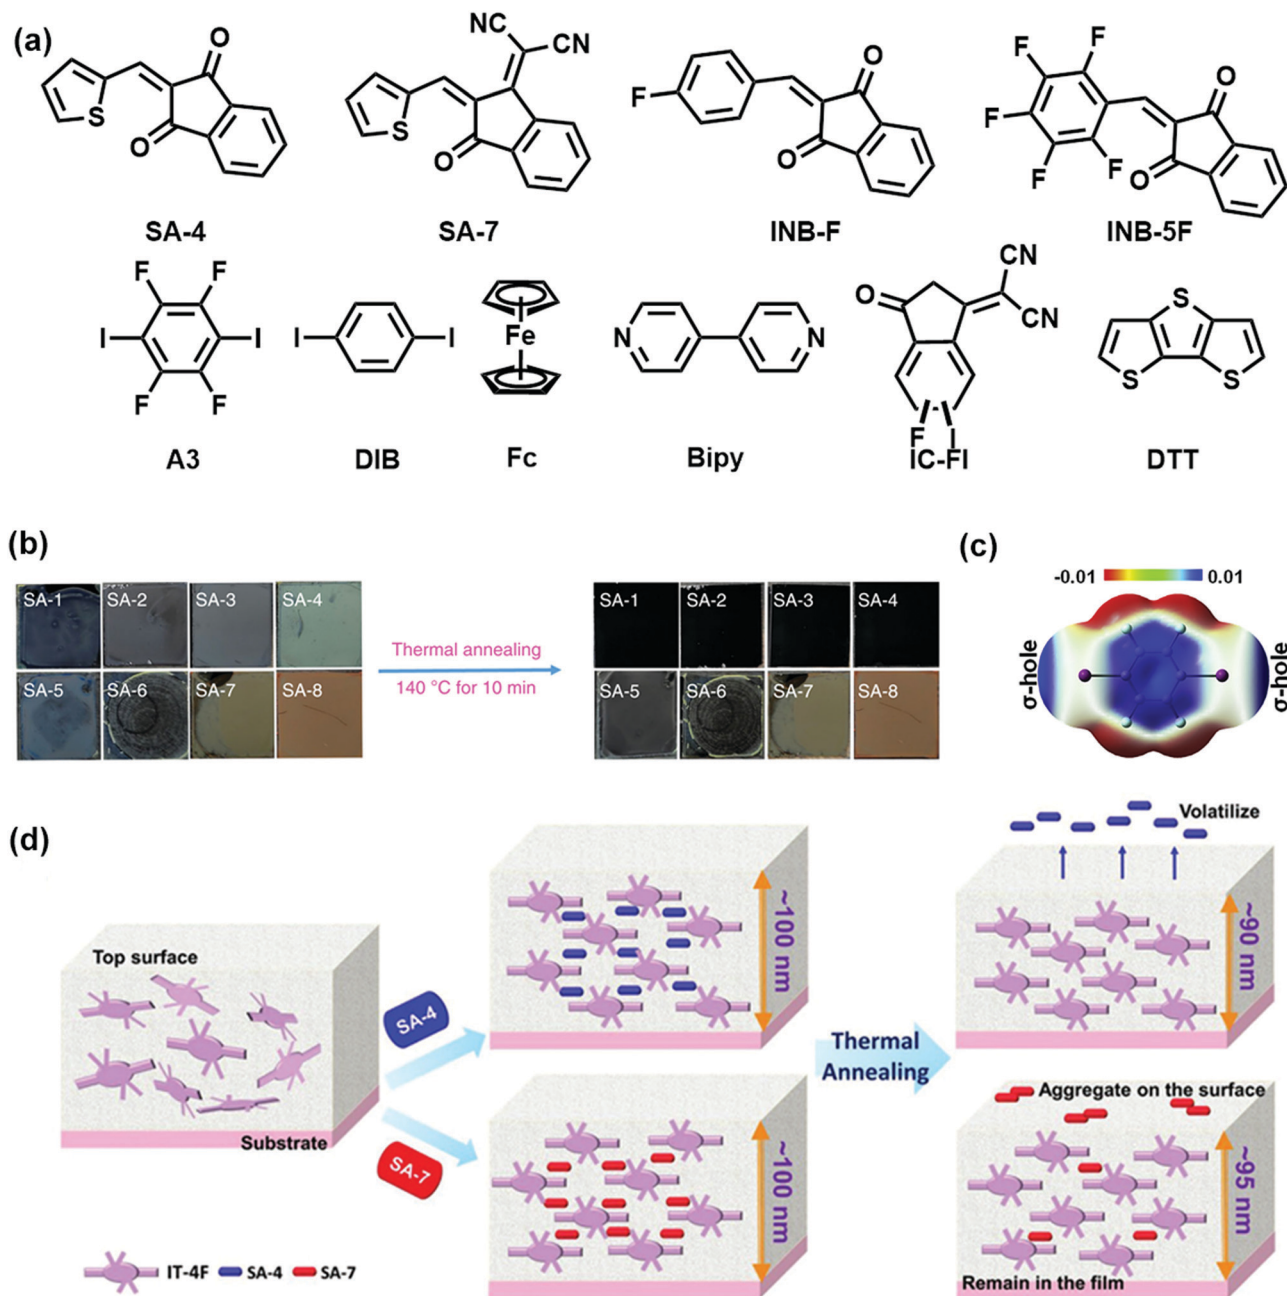 (a)
O
O
S
SA-4
NC
CN
S
O
SA-7
F
O
O
INB-F
F
F
F
F
F
O
O
INB-5F
F
F
I
I
F
F
A3
I
I
DIB
Fe
Fc
N
N
Bipy
O
CN
CN
F
I
IC-FI
S
S
S
DTT
(b)
SA-1 SA-2 SA-3 SA-4
SA-5 SA-6 SA-7 SA-8
Thermal annealing
140 °C for 10 min
SA-1 SA-2 SA-3 SA-4
SA-5 SA-6 SA-7 SA-8
(c)
-0.01 0.01
σ-hole
σ-hole
(d)
Top surface
Substrate
SA-4
SA-7
~100 nm
~100 nm
Thermal
Annealing
Volatilize
~90 nm
Aggregate on the surface
~95 nm
Remain in the film
IT-4F SA-4 SA-7